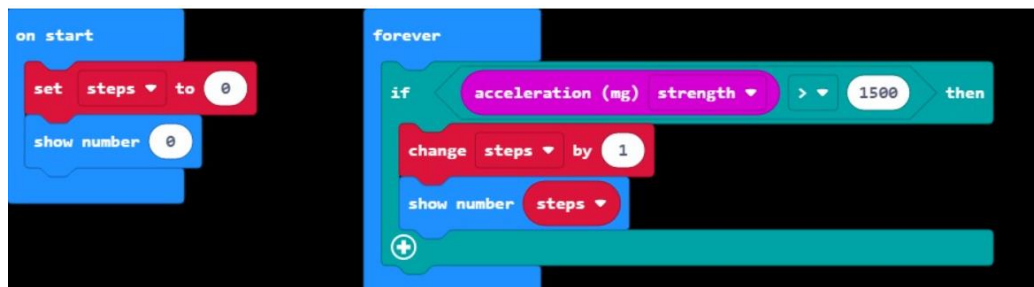 on start
set steps to 0
show number 0
forever
if acceleration (mg) strength > 1500 then
change steps by 1
show number steps